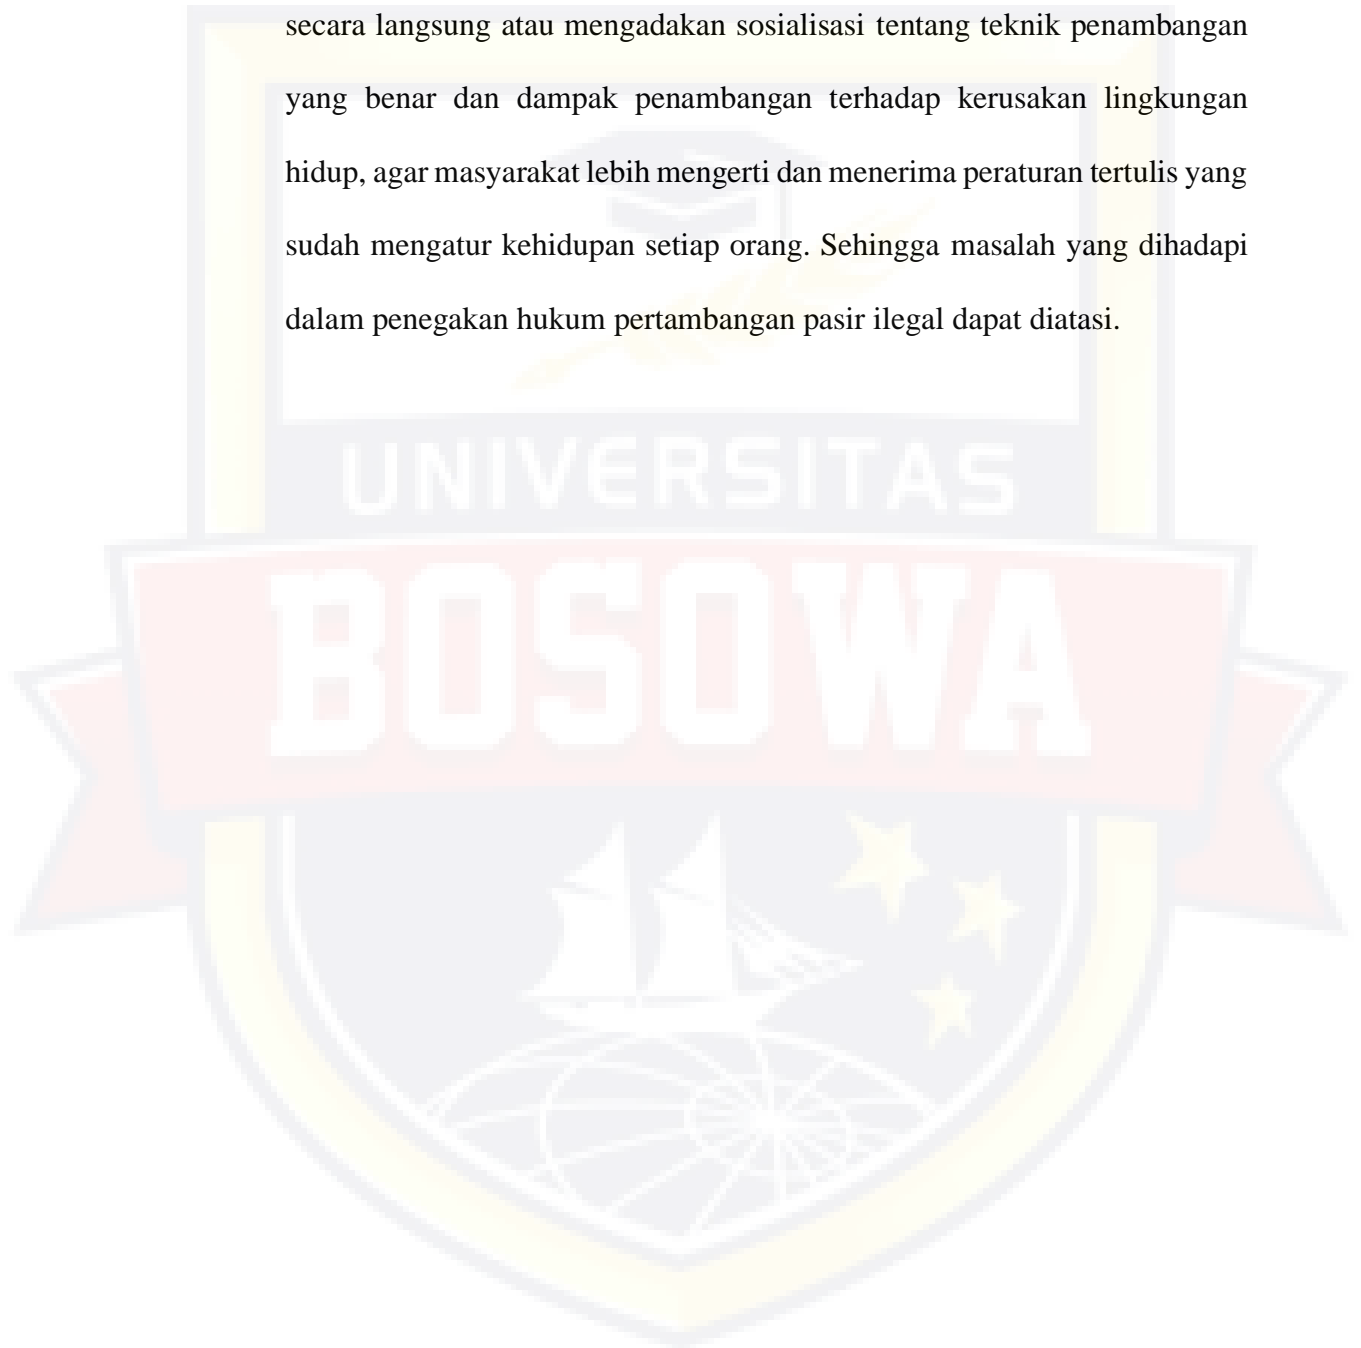 secara langsung atau mengadakan sosialisasi tentang teknik penambangan
yang benar dan dampak penambangan terhadap kerusakan lingkungan
hidup, agar masyarakat lebih mengerti dan menerima peraturan tertulis yang
sudah mengatur kehidupan setiap orang. Sehingga masalah yang dihadapi
dalam penegakan hukum pertambangan pasir ilegal dapat diatasi.
UNIVERSITAS
BOSOWA